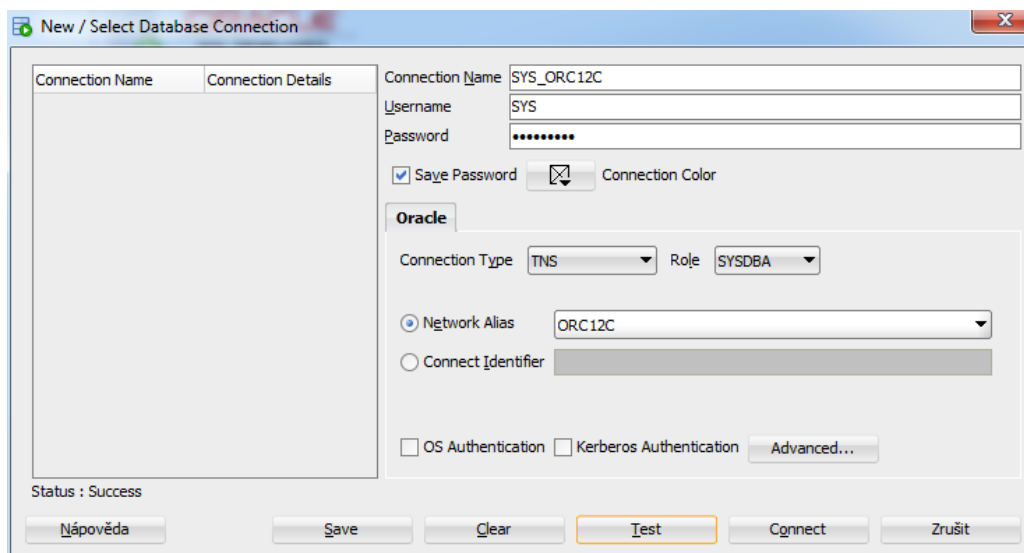 New / Select Database Connection
Connection Name Connection Details
Connection Name SYS_ORC12C
Username SYS
Password •••••••••
Save Password Connection Color
Oracle
Connection Type TNS Role SYSDBA
Network Alias ORC12C
Connect Identifier
OS Authentication Kerberos Authentication Advanced...
Status : Success
Nápověda Save Clear Test Connect Zrušit